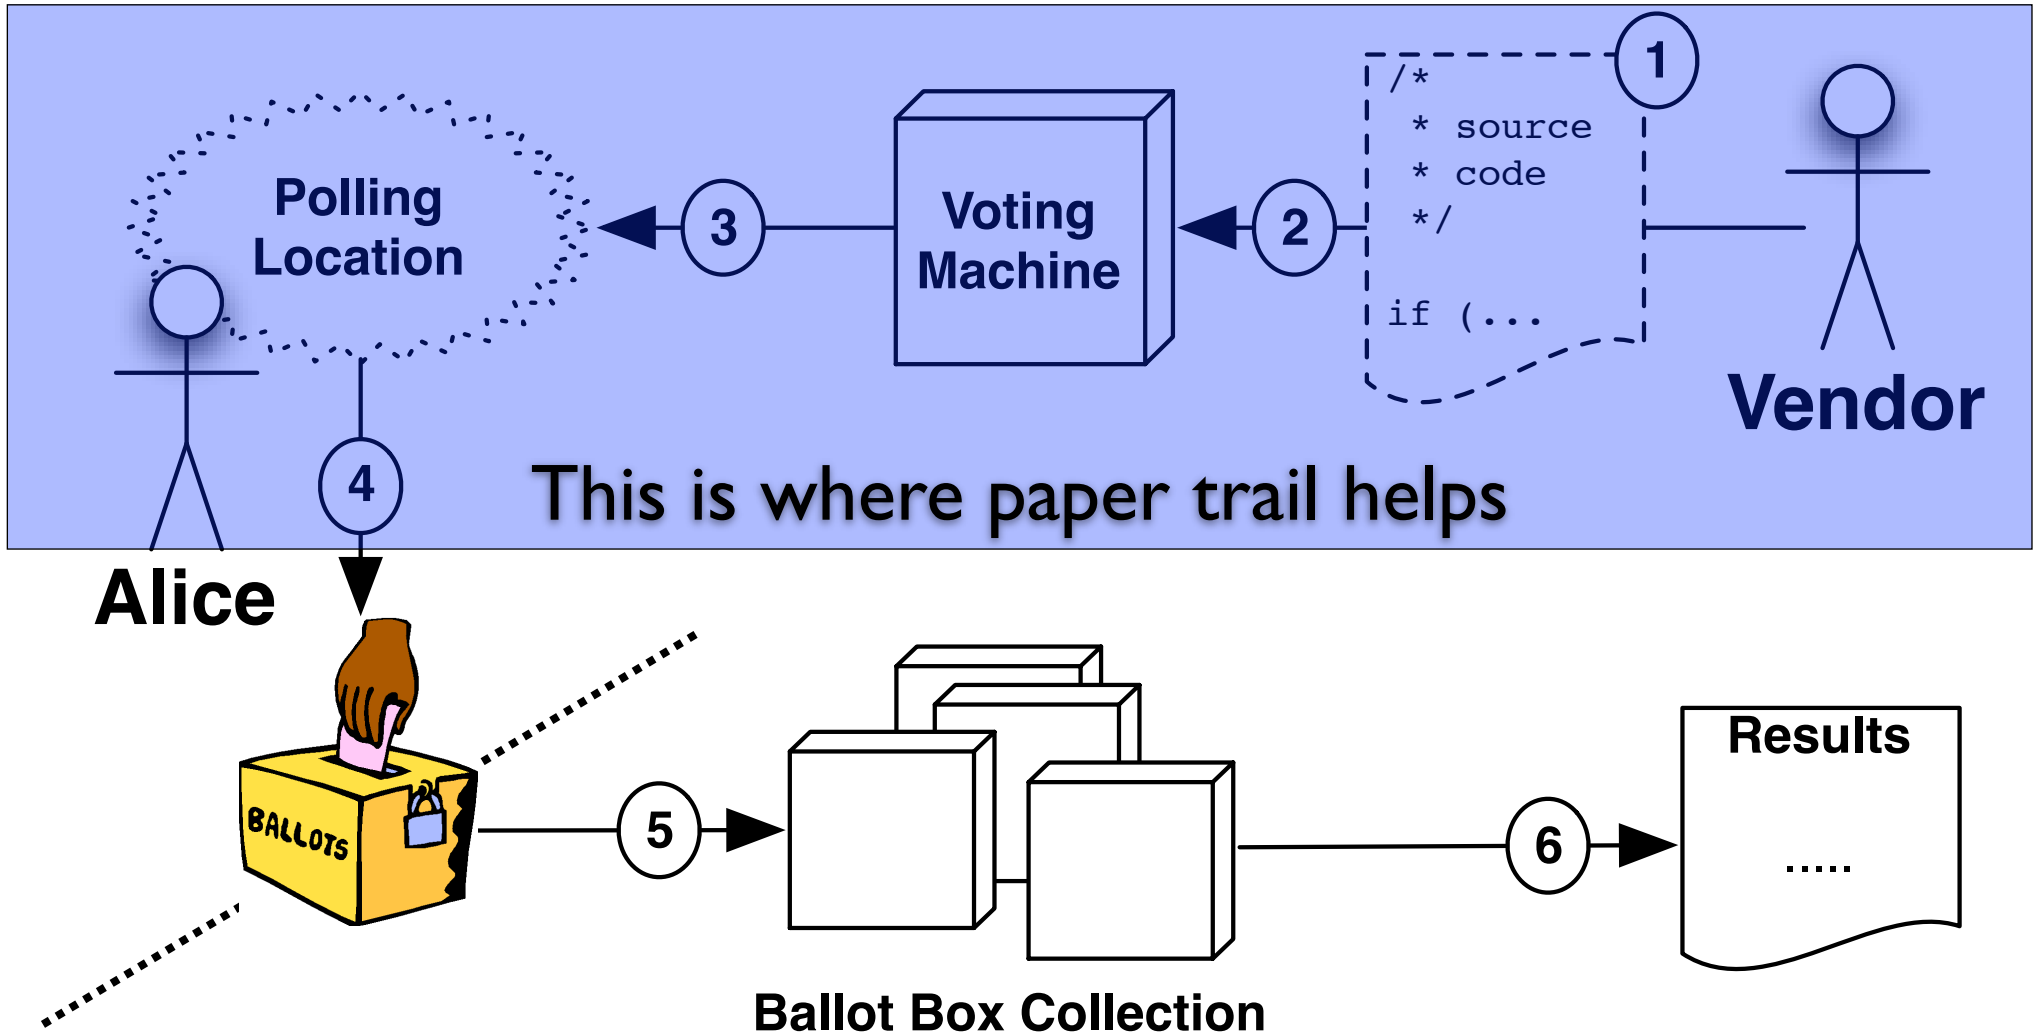 1
/*
* source
* code
*/
if (...
Polling
Location
3
Voting
Machine
2
Vendor
4
This is where paper trail helps
Alice
BALLOTS
5
6
Results
.....
Ballot Box Collection